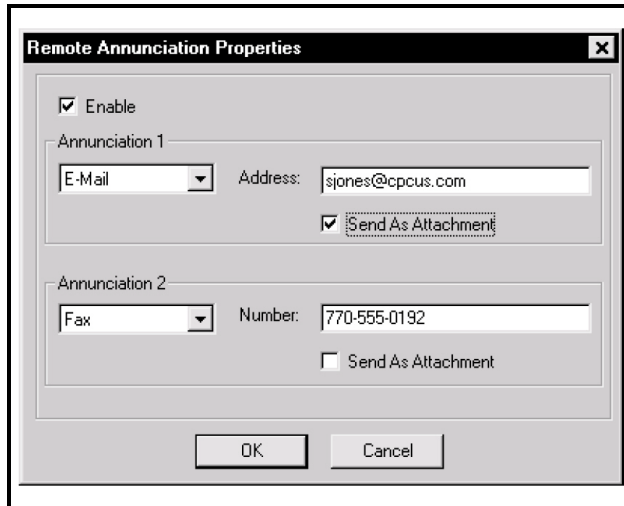 Remote Annunciation Properties
Enable
Annunciation 1
E-Mail Address: sjones@cpcus.com
Send As Attachment
Annunciation 2
Fax Number: 770-555-0192
Send As Attachment
OK Cancel